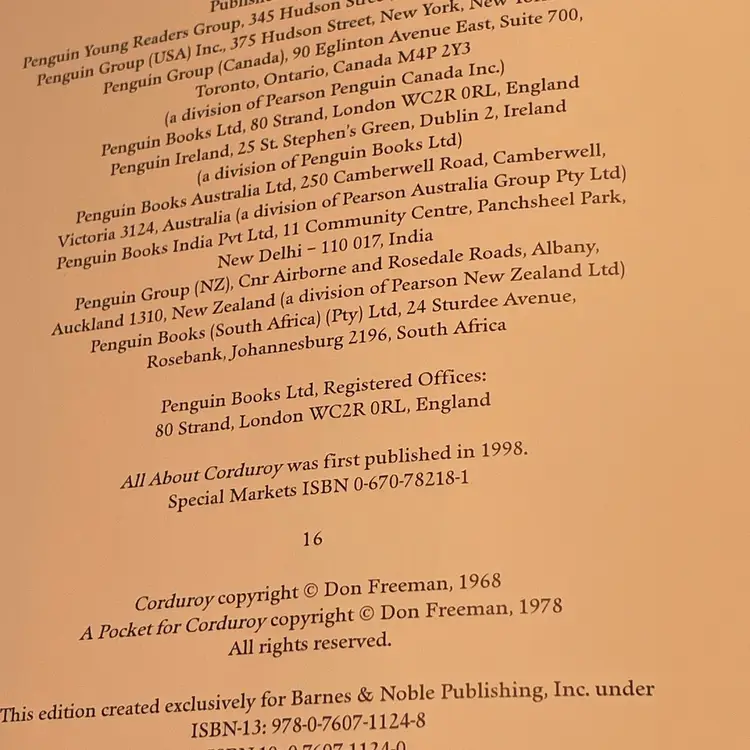 Penguin Young Readers Group, 345 Hudson
Penguin Group (USA) Inc., 375 Hudson Street, New York, New
Penguin Group (Canada), 90 Eglinton Avenue East, Suite 700,
Toronto, Ontario, Canada M4P 2Y3
(a division of Pearson Penguin Canada Inc.)
Penguin Books Ltd, 80 Strand, London WC2R 0RL, England
Penguin Ireland, 25 St. Stephen's Green, Dublin 2, Ireland
(a division of Penguin Books Ltd)
Penguin Books Australia Ltd, 250 Camberwell Road, Camberwell,
Victoria 3124, Australia (a division of Pearson Australia Group Pty Ltd)
Penguin Books India Pvt Ltd, 11 Community Centre, Panchsheel Park,
New Delhi – 110 017, India
Penguin Group (NZ), Cnr Airborne and Rosedale Roads, Albany,
Auckland 1310, New Zealand (a division of Pearson New Zealand Ltd)
Penguin Books (South Africa) (Pty) Ltd, 24 Sturdee Avenue,
Rosebank, Johannesburg 2196, South Africa
Penguin Books Ltd, Registered Offices:
80 Strand, London WC2R 0RL, England
All About Corduroy was first published in 1998.
Special Markets ISBN 0-670-78218-1
16
Corduroy copyright © Don Freeman, 1968
A Pocket for Corduroy copyright © Don Freeman, 1978
All rights reserved.
This edition created exclusively for Barnes & Noble Publishing, Inc. under
ISBN-13: 978-0-7607-1124-8